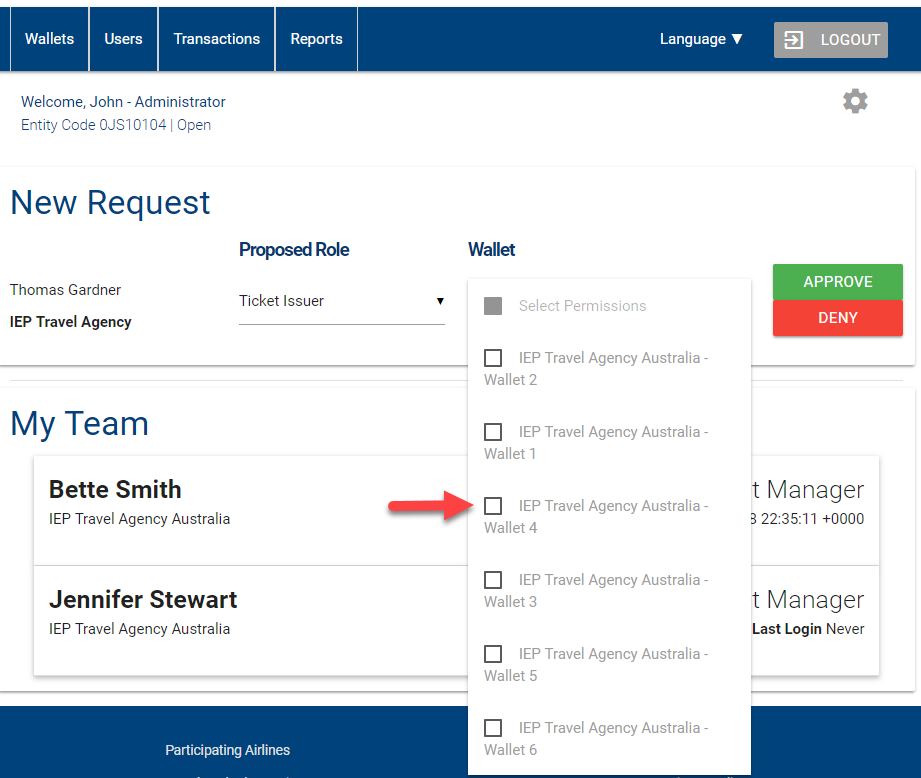 Wallets
Users
Transactions
Reports
Language ▼
LOGOUT
Welcome, John - Administrator
Entity Code 0JS10104 | Open
New Request
Proposed Role
Wallet
Thomas Gardner
IEP Travel Agency
Ticket Issuer ▼
Select Permissions
IEP Travel Agency Australia -
Wallet 2
IEP Travel Agency Australia -
Wallet 1
IEP Travel Agency Australia -
Wallet 4
IEP Travel Agency Australia -
Wallet 3
IEP Travel Agency Australia -
Wallet 5
IEP Travel Agency Australia -
Wallet 6
APPROVE
DENY
My Team
Bette Smith
IEP Travel Agency Australia
t Manager
22:35:11 +0000
Jennifer Stewart
IEP Travel Agency Australia
t Manager
Last Login Never
Participating Airlines